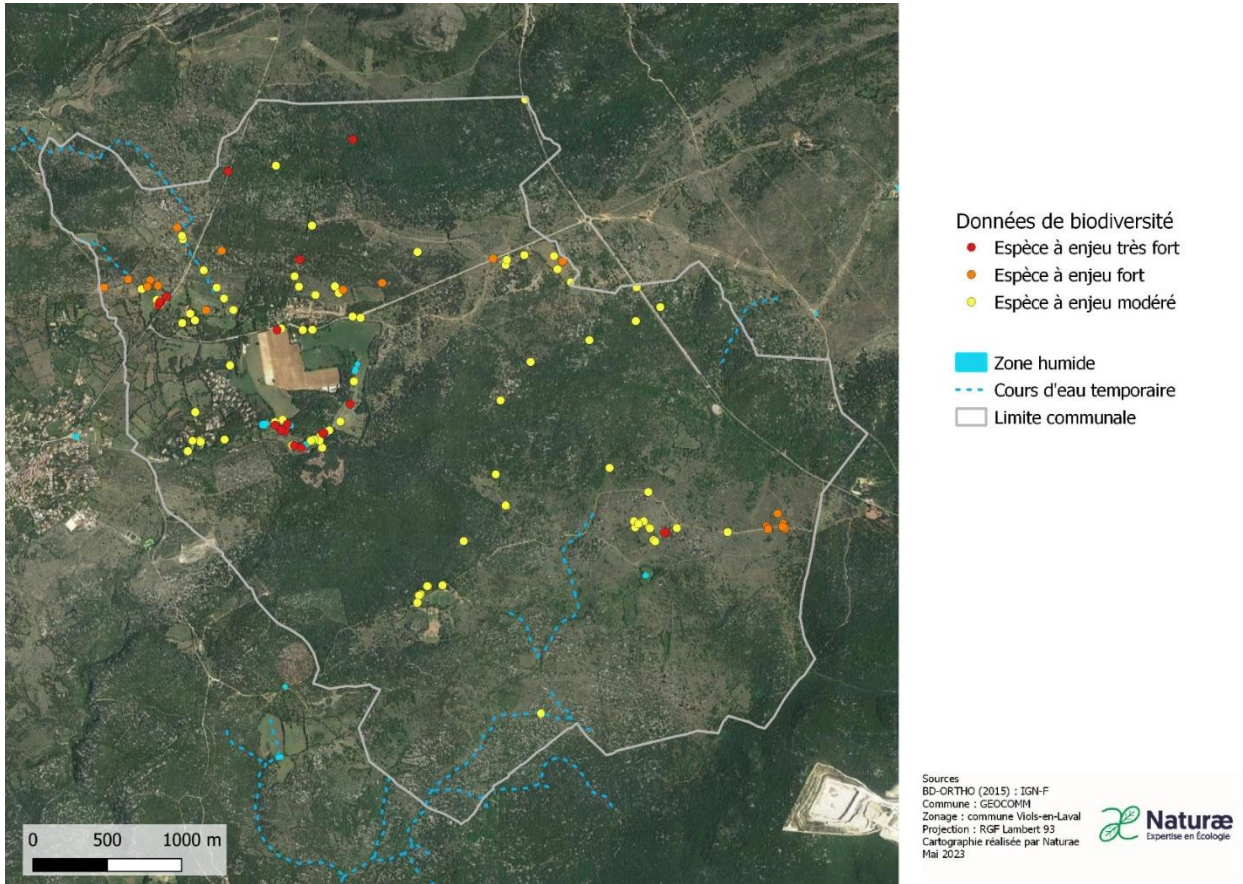 Données de biodiversité
Espèce à enjeu très fort
Espèce à enjeu fort
Espèce à enjeu modéré
Zone humide
Cours d'eau temporaire
Limite communale
0 500 1000 m
Sources
BD-ORTHO (2015) : IGN-F
Commune : GEOCOMM
Zonage : commune Viols-en-Laval
Projection : RGF Lambert 93
Cartographie réalisée par Naturae
Mai 2023
Naturæ
Expertise en Écologie